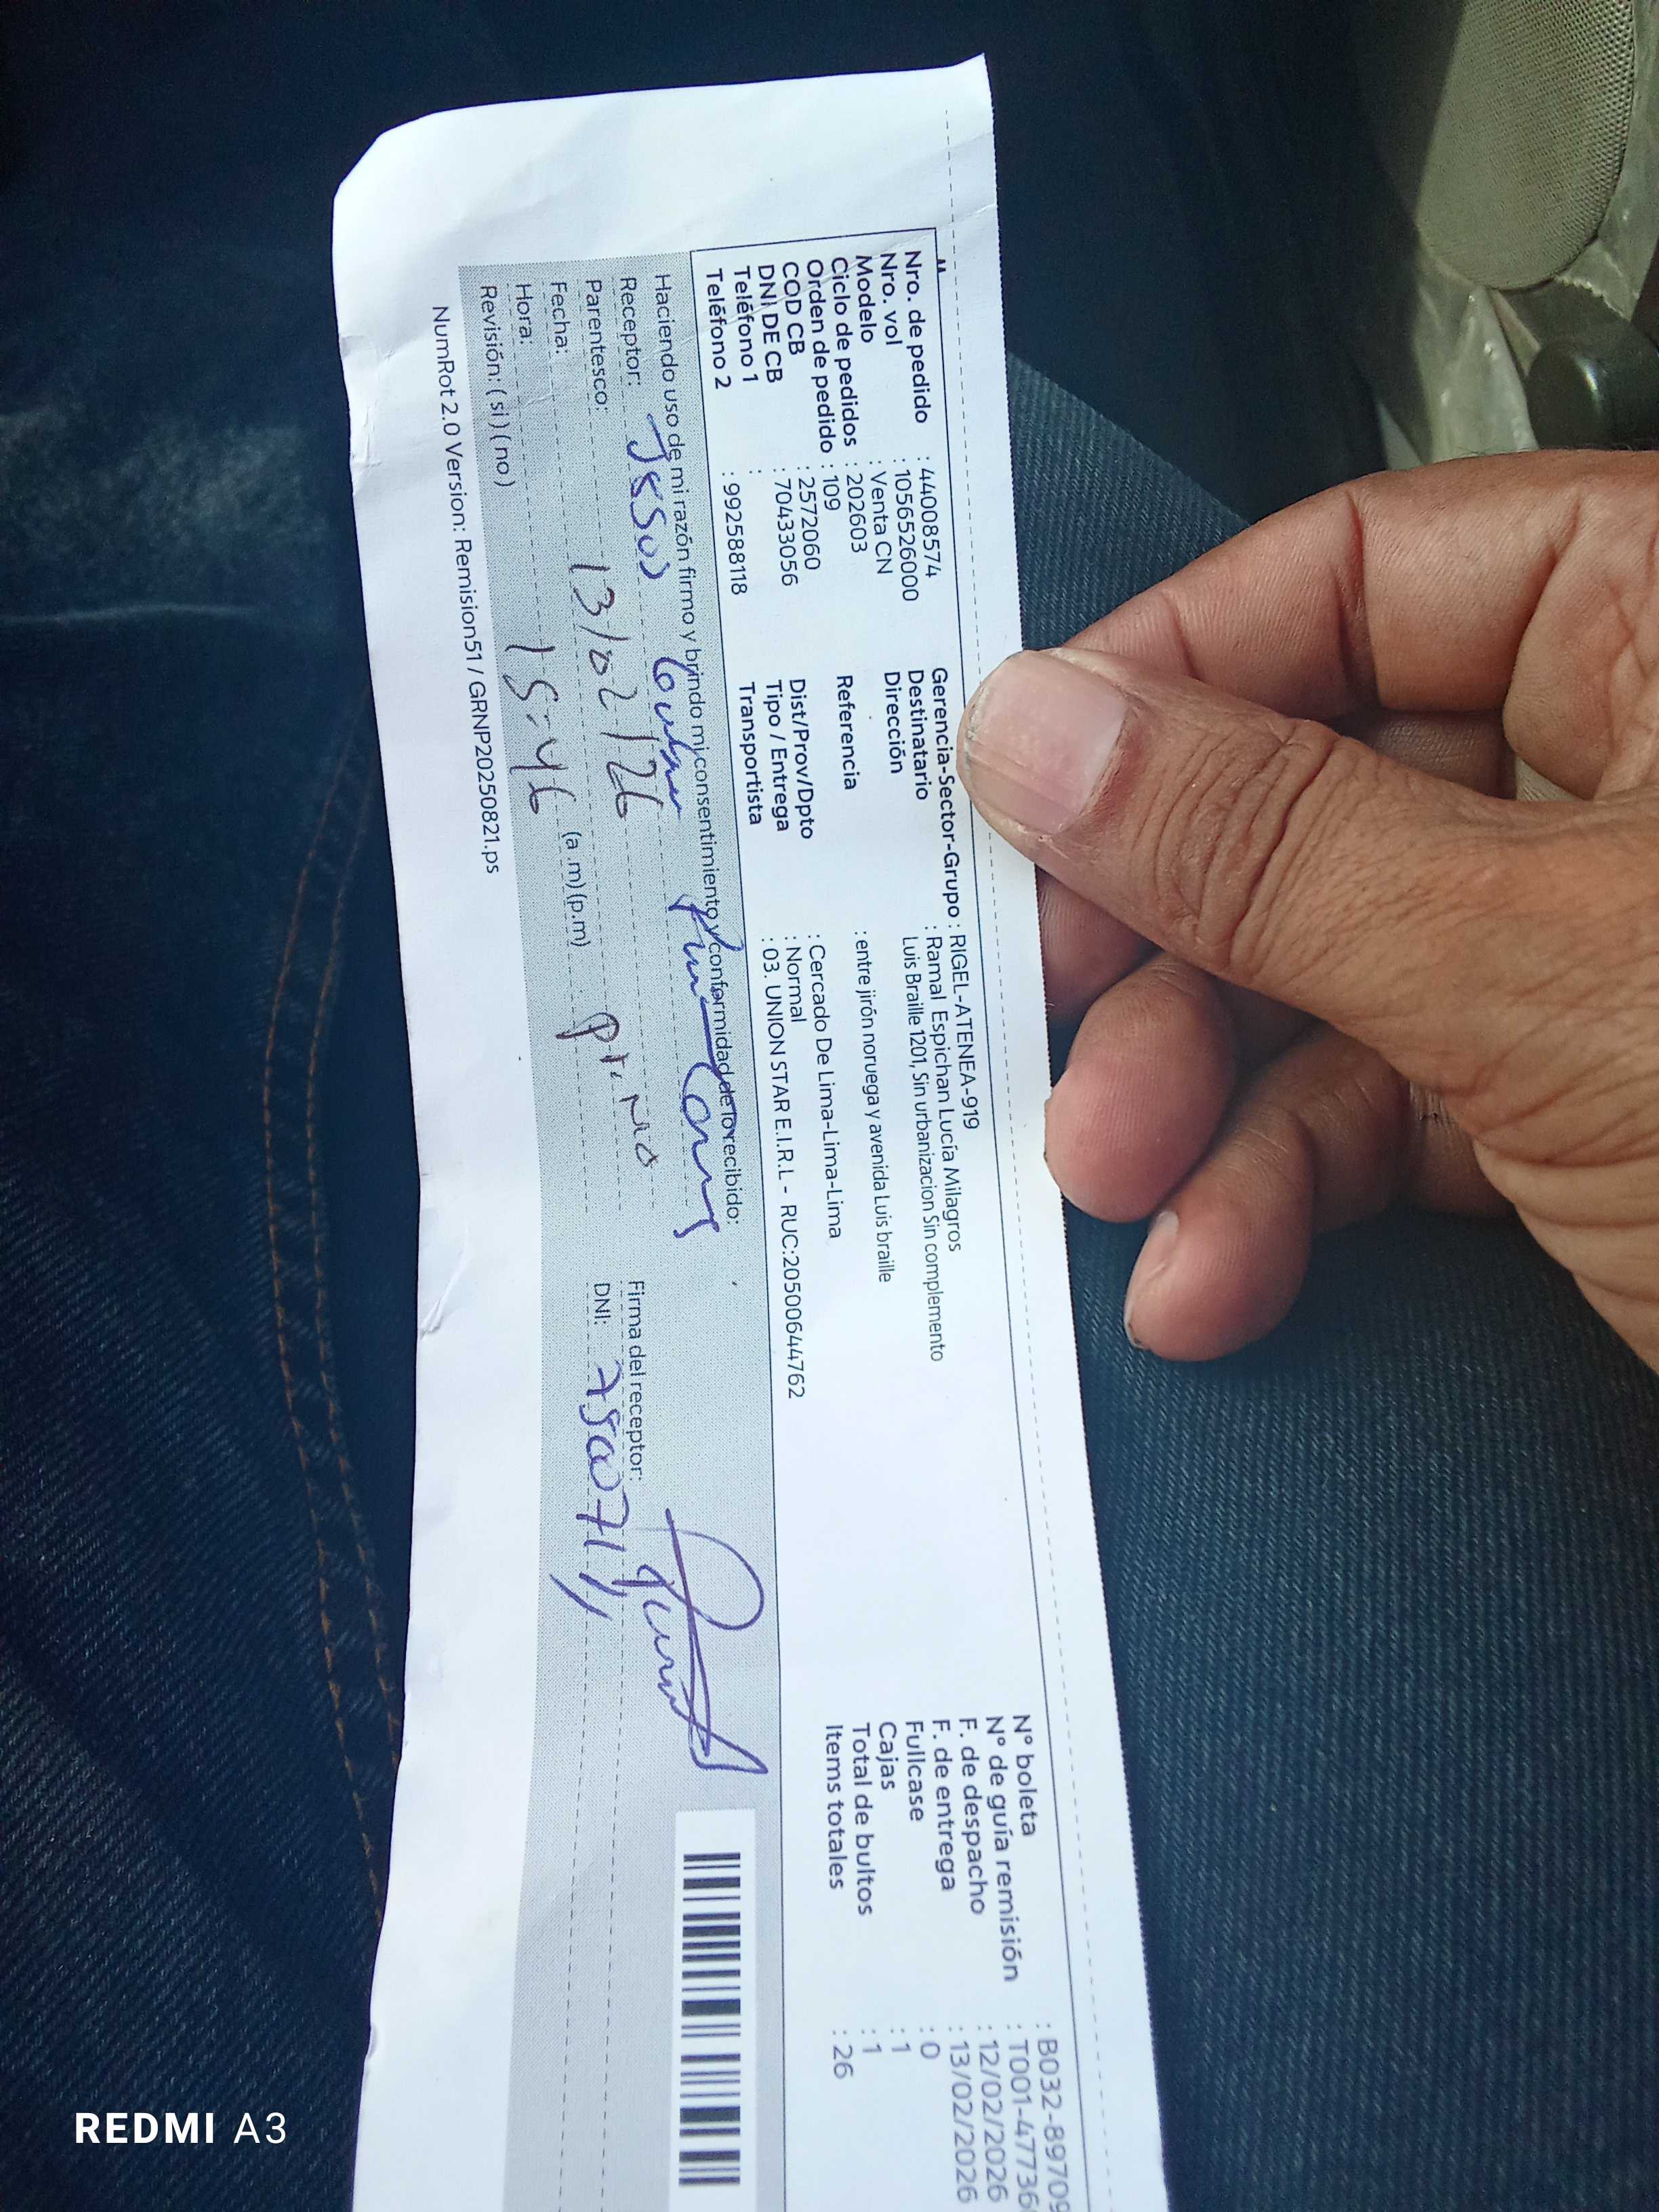 Nro. de pedido : 44008574
Nro. vol : 1056526000
Modelo : Venta CN
Ciclo de pedidos : 202603
Orden de pedido : 109
COD CB : 2572060
DNI DE CB : 70433056
Teléfono 1 :
Teléfono 2 : 992588118
Gerencia-Sector-Grupo : RIGEL-ATENEA-919
Destinatario : Ramal Espichan Lucía Milagros
Dirección Luis Braille 1201, Sin urbanizacion Sin complemento
Referencia : entre jirón noruega y avenida Luis braille
Dist/Prov/Dpto : Cercado De Lima-Lima-Lima
Tipo / Entrega : Normal
Transportista : 03. UNION STAR E.I.R.L - RUC:20500644762
N° boleta : B032-89709
N° de guía remisión : T001-47736
F. de despacho : 12/02/2026
F. de entrega : 13/02/2026
Fullcase : 0
Cajas : 1
Total de bultos : 1
Items totales : 26
Haciendo uso de mi razón firmo y brindo mi consentimiento y conformidad de lo recibido:
Receptor:
Parentesco: primo
Fecha: 13/02/26
Hora: 15:46 (a .m) (p.m)
Revisión: ( si ) ( no )
Firma del receptor:
DNI:
NumRot 2.0 Version: Remision51 / GRNP20250821.ps
REDMI A3